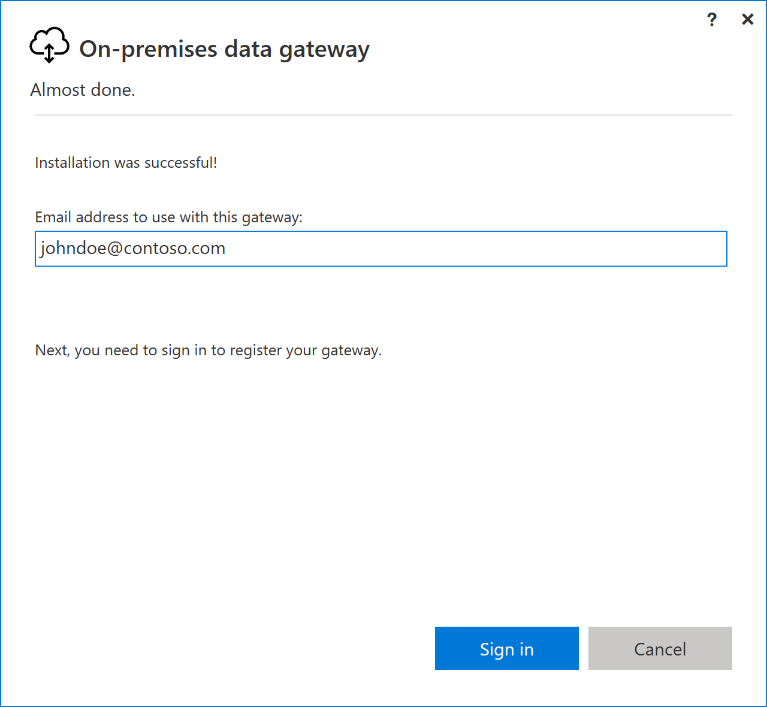 ?
×
On-premises data gateway
Almost done.
Installation was successful!
Email address to use with this gateway:
johndoe@contoso.com
Next, you need to sign in to register your gateway.
Sign in
Cancel